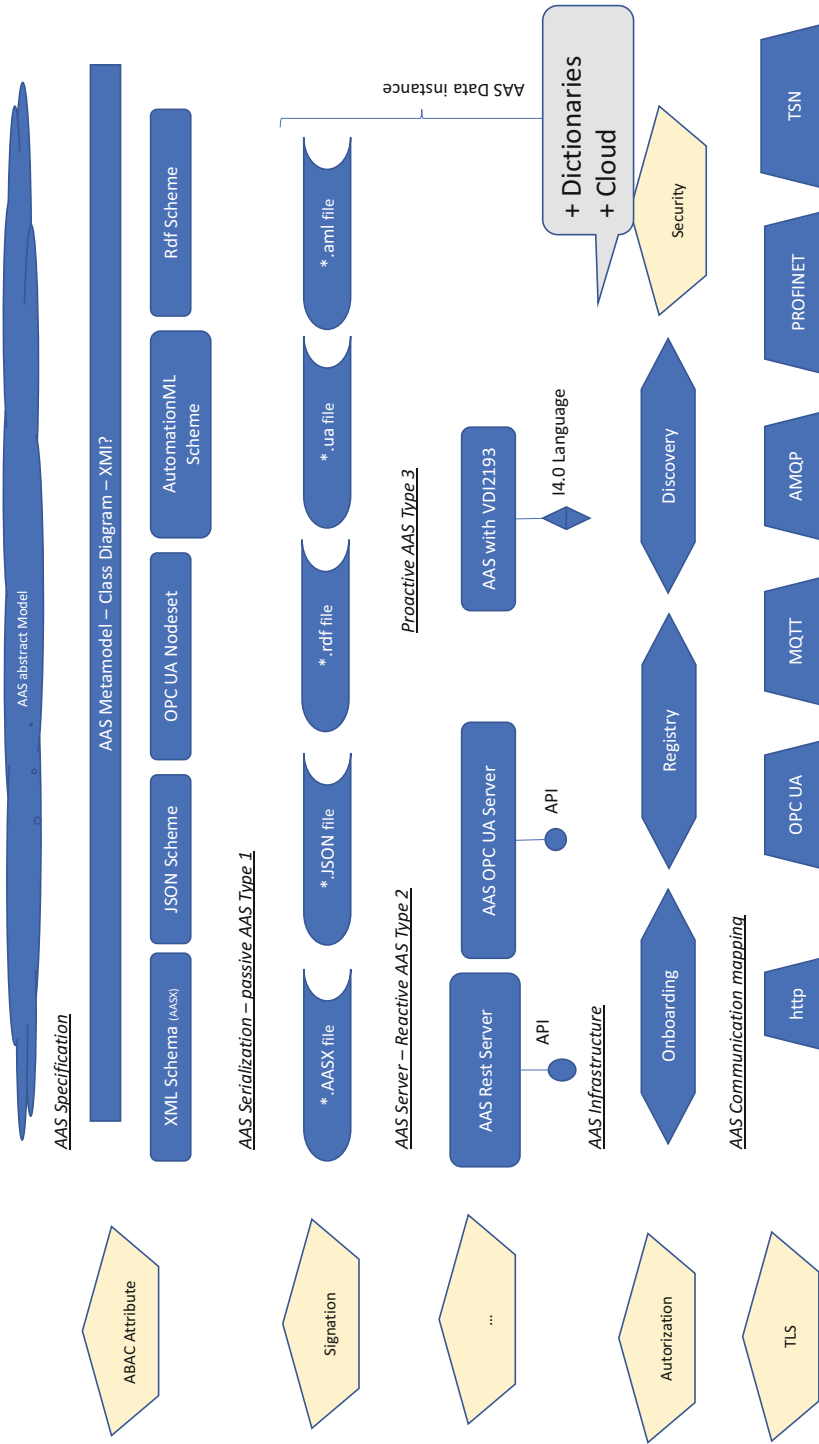 AAS abstract Model
AAS Specification
AAS Metamodel – Class Diagram – XMI?
ABAC Attribute
XML Schema (AASX)
JSON Scheme
OPC UA Nodeset
AutomationML
Scheme
Rdf Scheme
AAS Serialization – passive AAS Type 1
Signation
*.AASX file
*.JSON file
*.rdf file
*.ua file
*.aml file
AAS Data instance
AAS Server – Reactive AAS Type 2
Proactive AAS Type 3
...
AAS Rest Server
AAS OPC UA Server
AAS with VDI2193
API
API
I4.0 Language
+ Dictionaries
+ Cloud
AAS Infrastructure
Autorization
Onboarding
Registry
Discovery
Security
AAS Communication mapping
TLS
http
OPC UA
MQTT
AMQP
PROFINET
TSN